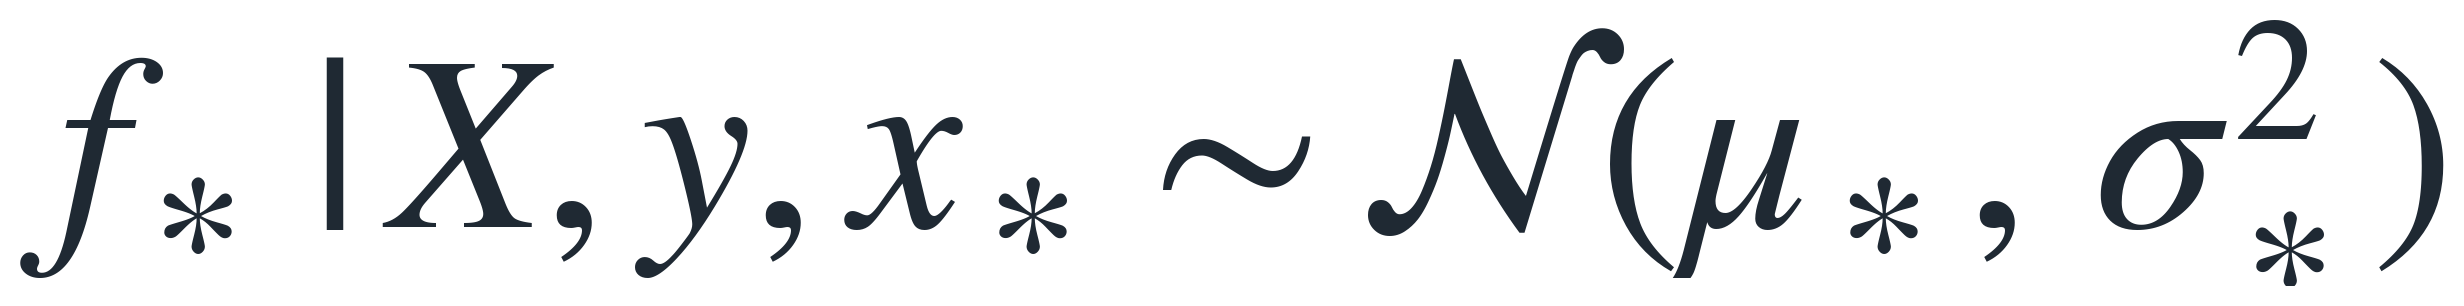 f_* | X, y, x_* ∼ 𝒩(μ_*, σ_*^2)